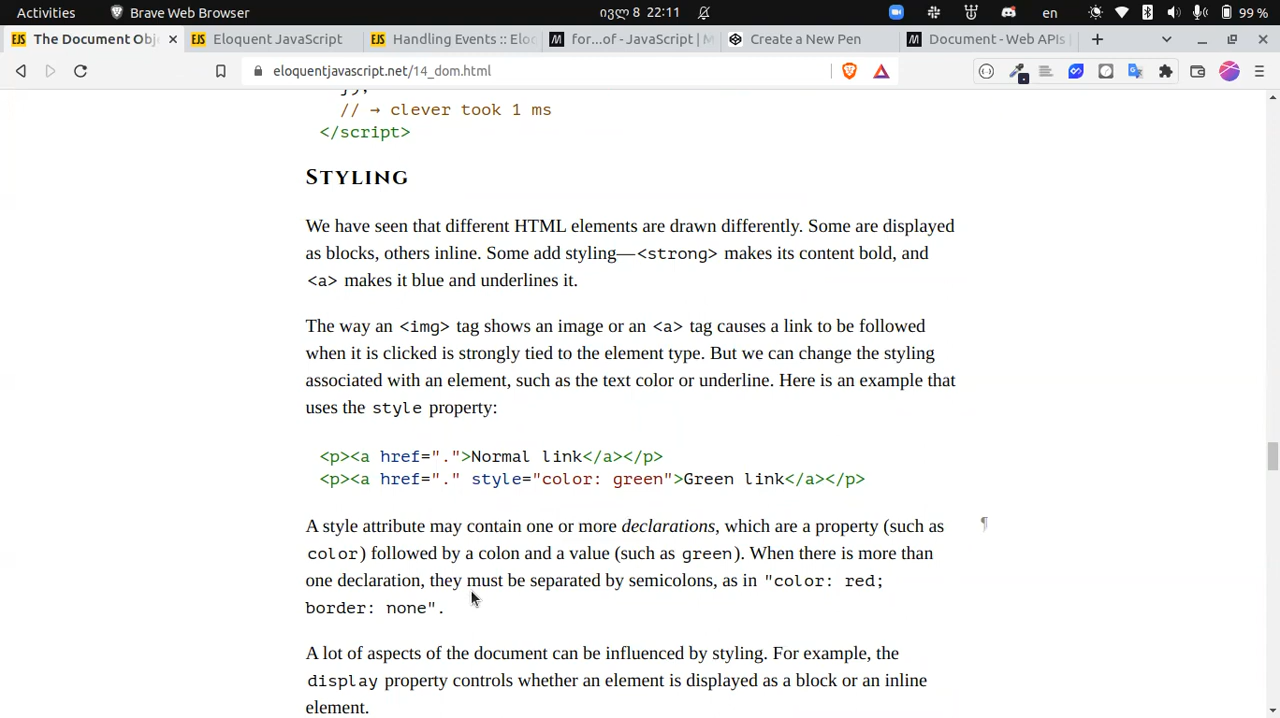 Activities
Brave Web Browser
ივლ 8 22:11
en
99 %
The Document Obj
Eloquent JavaScript
Handling Events :: Elo
for...of - JavaScript | M
Create a New Pen
Document - Web APIs |
eloquentjavascript.net/14_dom.html
// → clever took 1 ms
</script>
STYLING
We have seen that different HTML elements are drawn differently. Some are displayed
as blocks, others inline. Some add styling—<strong> makes its content bold, and
<a> makes it blue and underlines it.
The way an <img> tag shows an image or an <a> tag causes a link to be followed
when it is clicked is strongly tied to the element type. But we can change the styling
associated with an element, such as the text color or underline. Here is an example that
uses the style property:
<p><a href=".">Normal link</a></p>
<p><a href="." style="color: green">Green link</a></p>
A style attribute may contain one or more declarations, which are a property (such as ¶
color) followed by a colon and a value (such as green). When there is more than
one declaration, they must be separated by semicolons, as in "color: red;
border: none".
A lot of aspects of the document can be influenced by styling. For example, the
display property controls whether an element is displayed as a block or an inline
element.